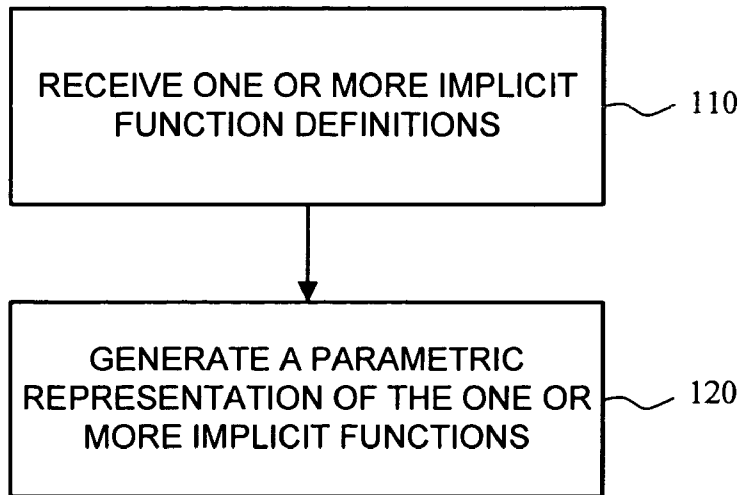 RECEIVE ONE OR MORE IMPLICIT
FUNCTION DEFINITIONS
110
GENERATE A PARAMETRIC
REPRESENTATION OF THE ONE OR
MORE IMPLICIT FUNCTIONS
120